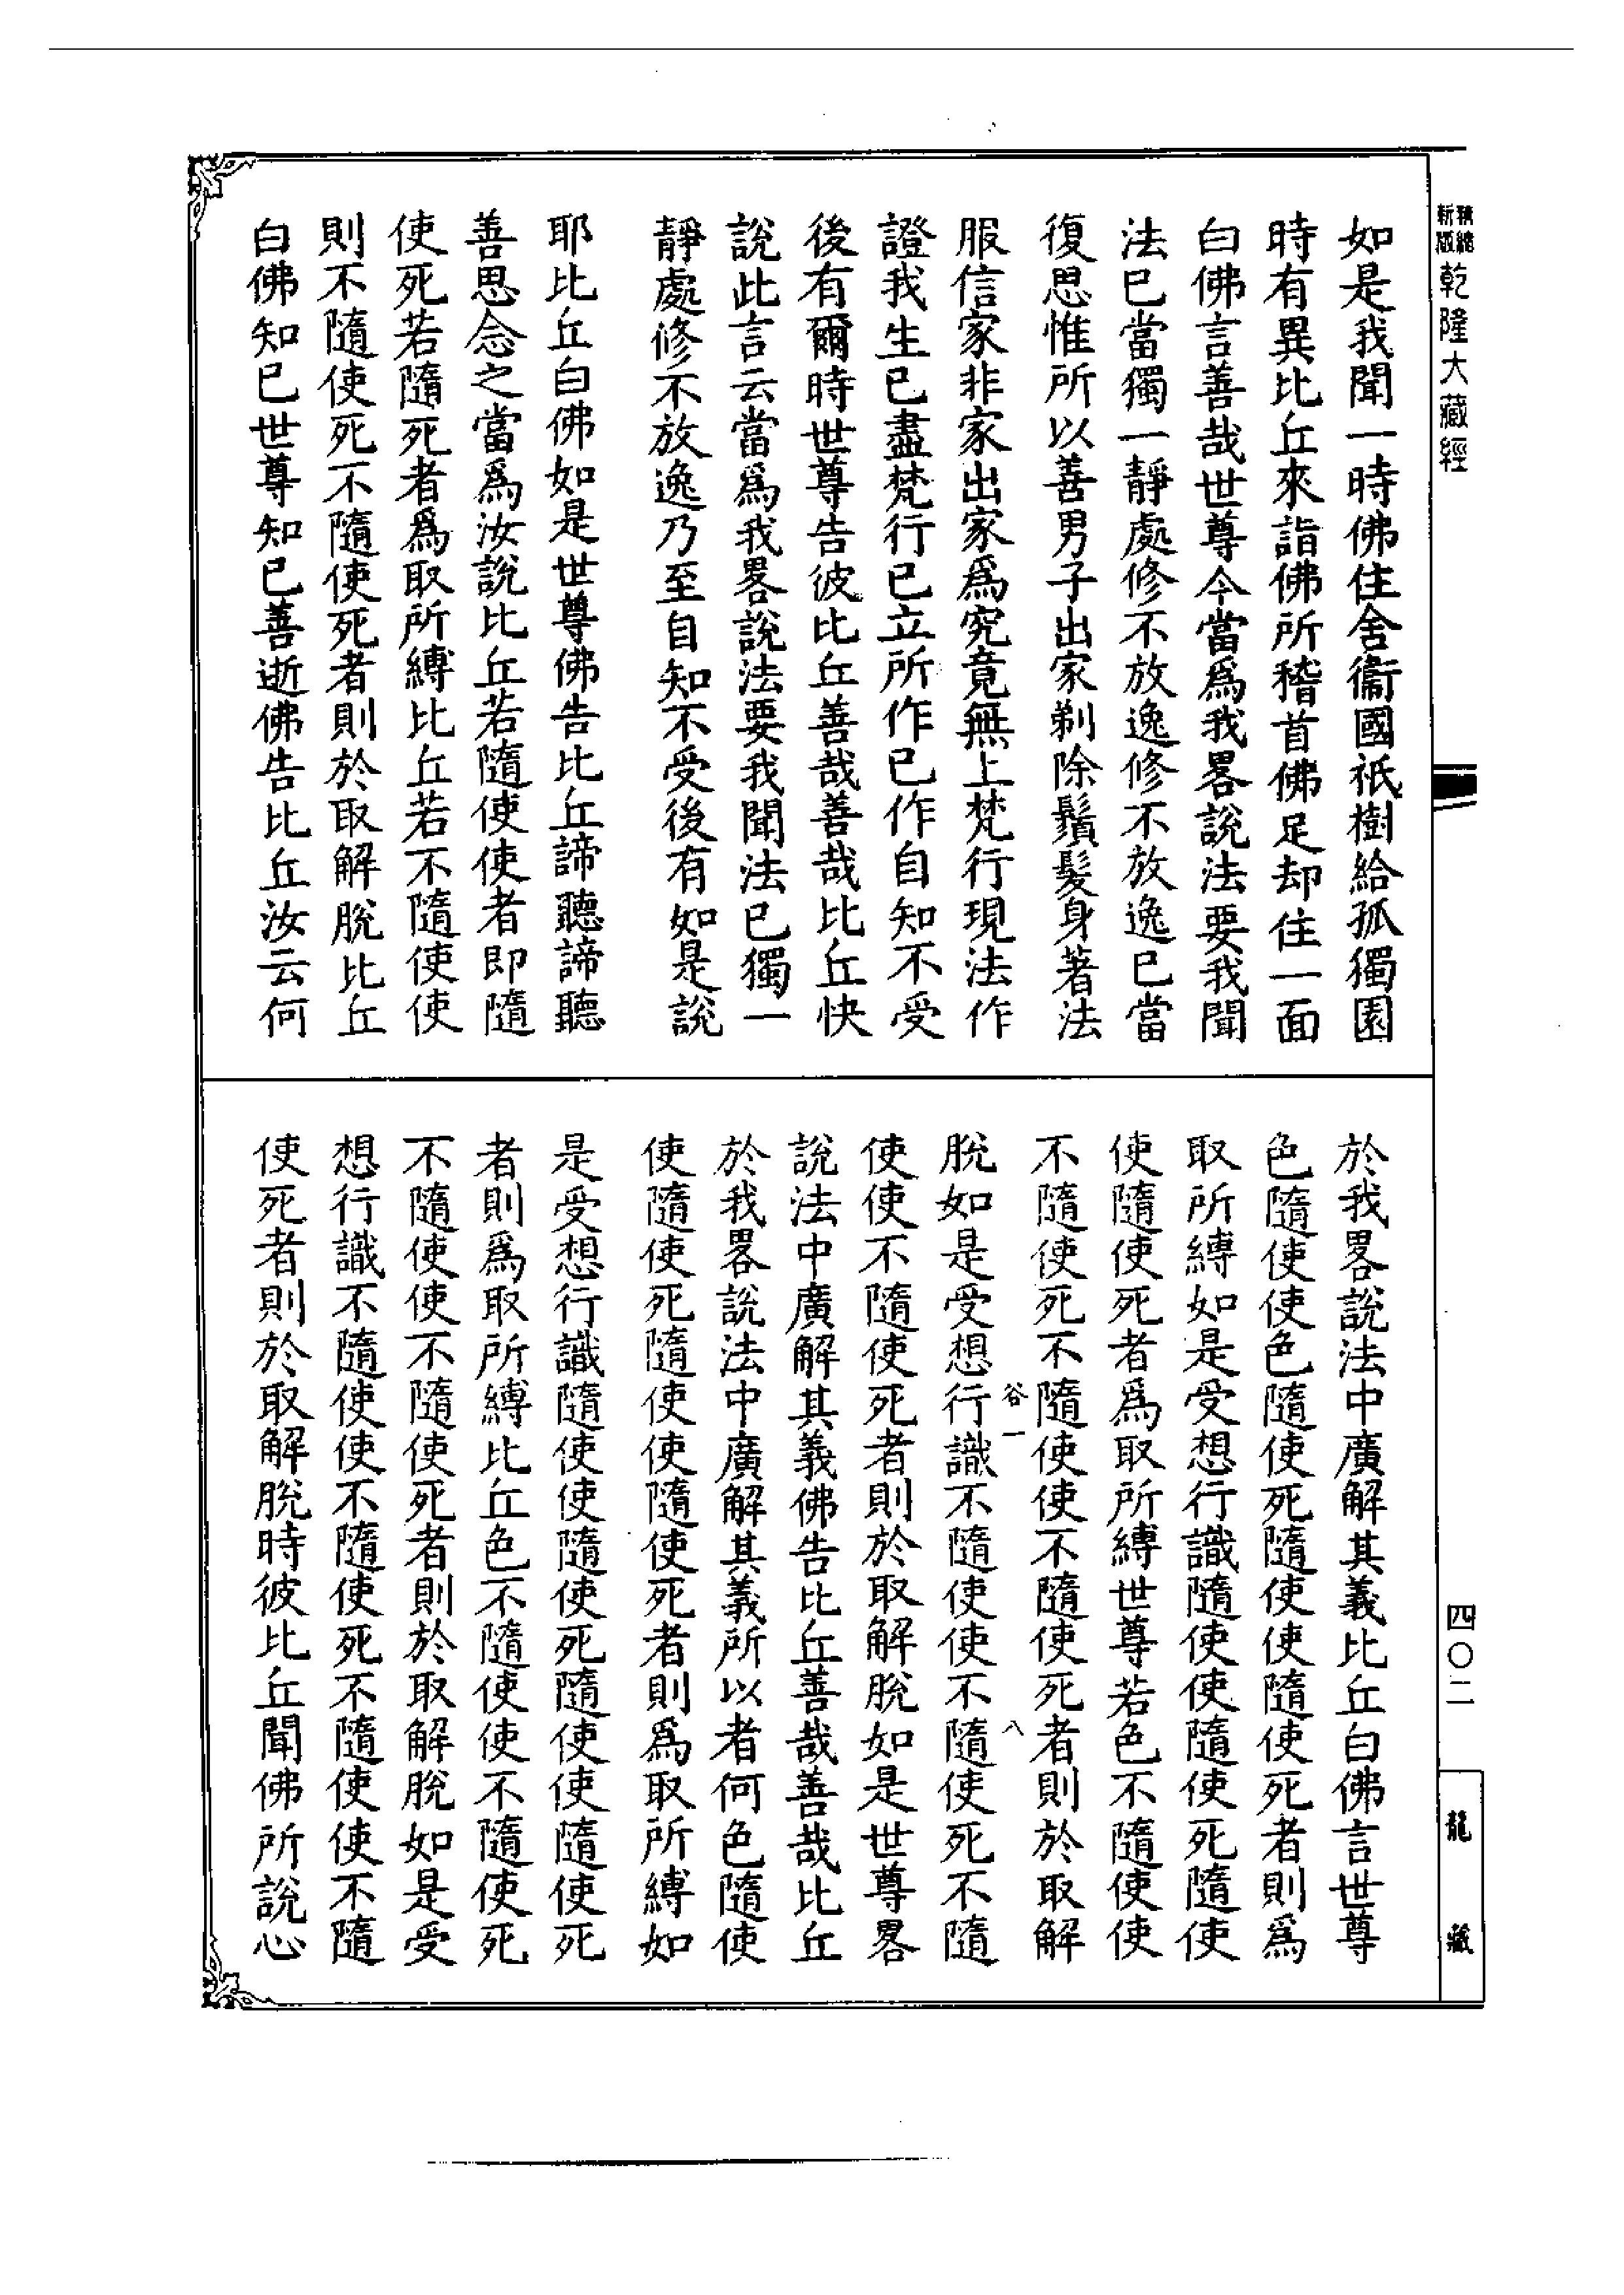 新版精縮乾隆大藏經
如是我聞一時佛住舍衞國祇樹給孤獨園
時有異比丘來詣佛所稽首佛足却住一面
白佛言善哉世尊今當爲我畧說法要我聞
法已當獨一靜處修不放逸修不放逸已當
復思惟所以善男子出家剃除鬚髮身著法
服信家非家出家爲究竟無上梵行現法作
證我生已盡梵行已立所作已作自知不受
後有爾時世尊告彼比丘善哉善哉比丘快
說此言云當爲我畧說法要我聞法已獨一
靜處修不放逸乃至自知不受後有如是說
耶比丘白佛如是世尊佛告比丘諦聽諦聽
善思念之當爲汝說比丘若隨使使者即隨
使死若隨死者爲取所縛比丘若不隨使使
則不隨使死不隨使死者則於取解脫比丘
白佛知已世尊知已善逝佛告比丘汝云何
於我畧說法中廣解其義比丘白佛言世尊
色隨使使色隨使死隨使使隨使死者則爲
取所縛如是受想行識隨使使隨使死隨使
使隨使死者爲取所縛世尊若色不隨使使
不隨使死不隨使使不隨使死者則於取解
谷一
八
脫如是受想行識不隨使使不隨使死不隨
使使不隨使死者則於取解脫如是世尊畧
說法中廣解其義佛告比丘善哉善哉比丘
於我畧說法中廣解其義所以者何色隨使
使隨使死隨使使隨使死者則爲取所縛如
是受想行識隨使使隨使死隨使使隨使死
者則爲取所縛比丘色不隨使使不隨使死
不隨使使不隨使死者則於取解脫如是受
想行識不隨使使不隨使死不隨使使不隨
使死者則於取解脫時彼比丘聞佛所說心
四〇二
龍藏